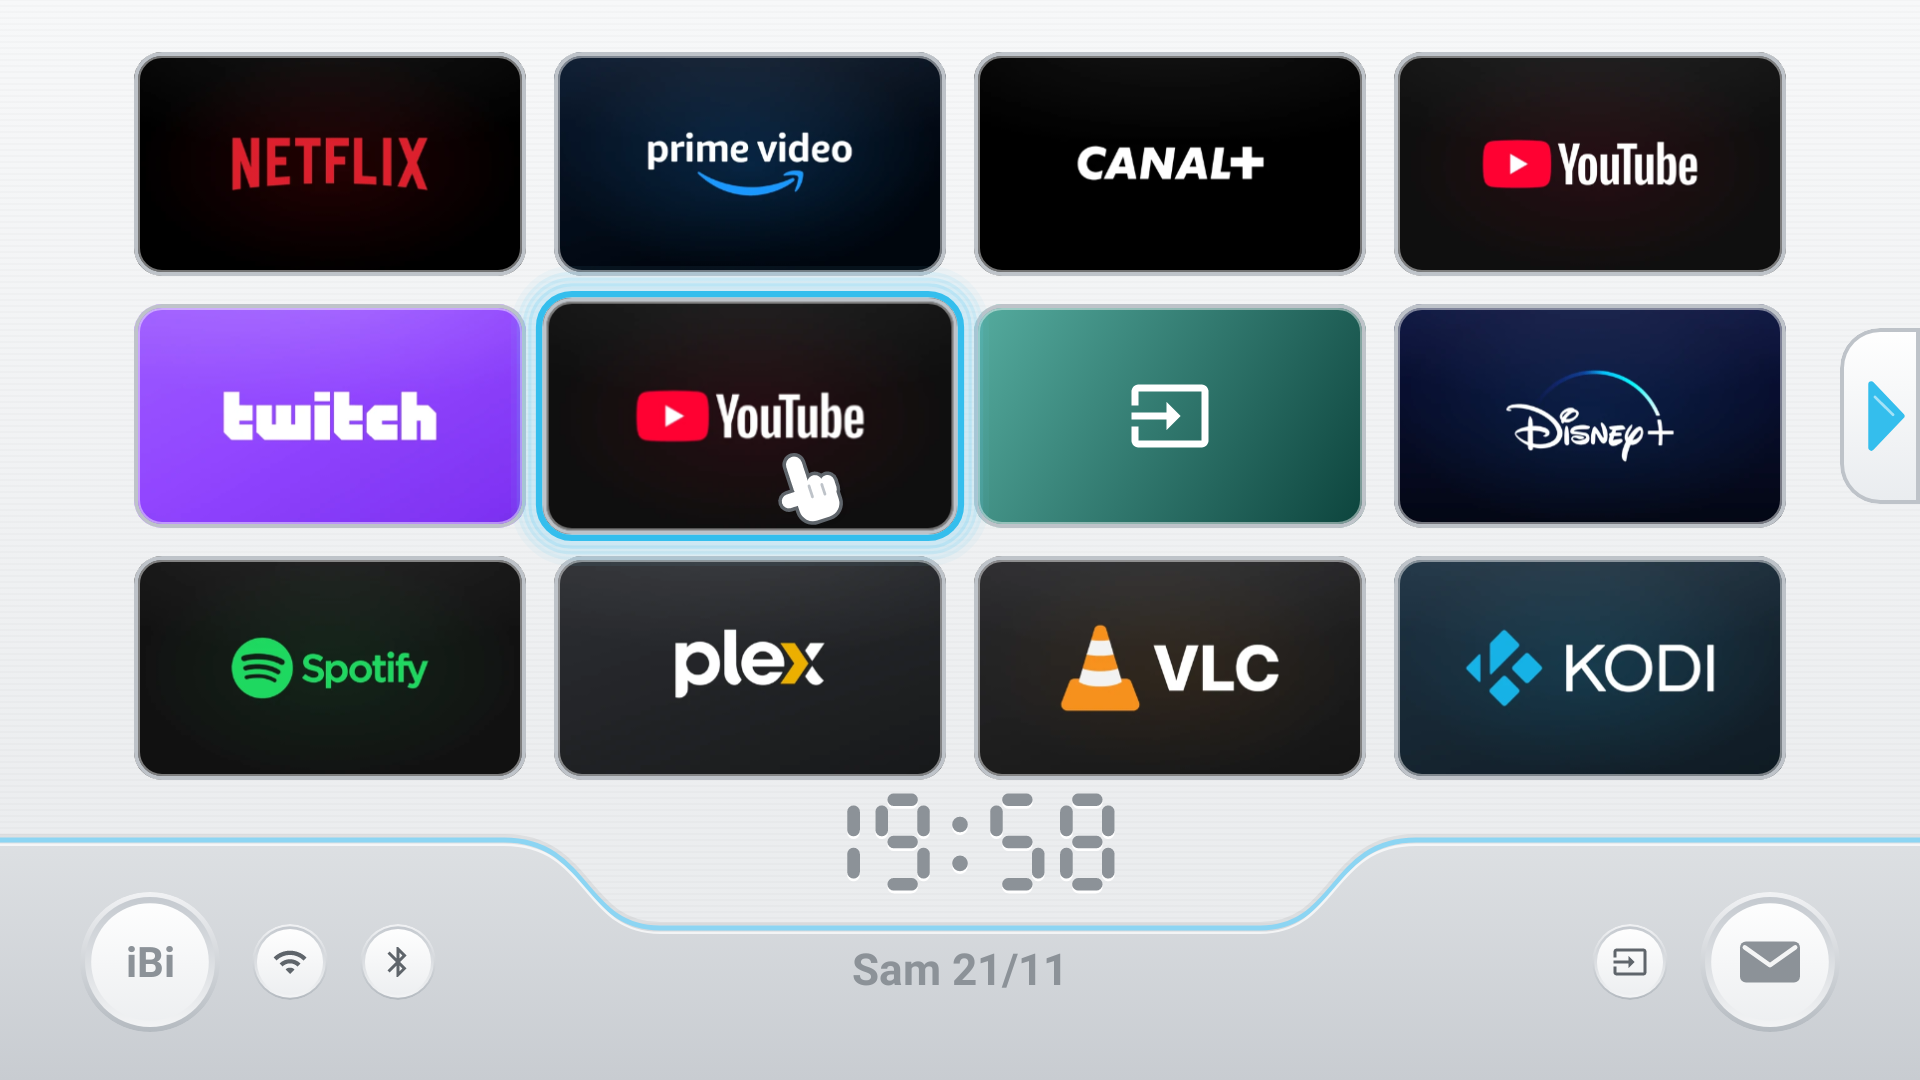 NETFLIX
prime video
CANAL+
YouTube
twitch
YouTube
Disney+
Spotify
plex
VLC
KODI
19:58
iBi
Sam 21/11